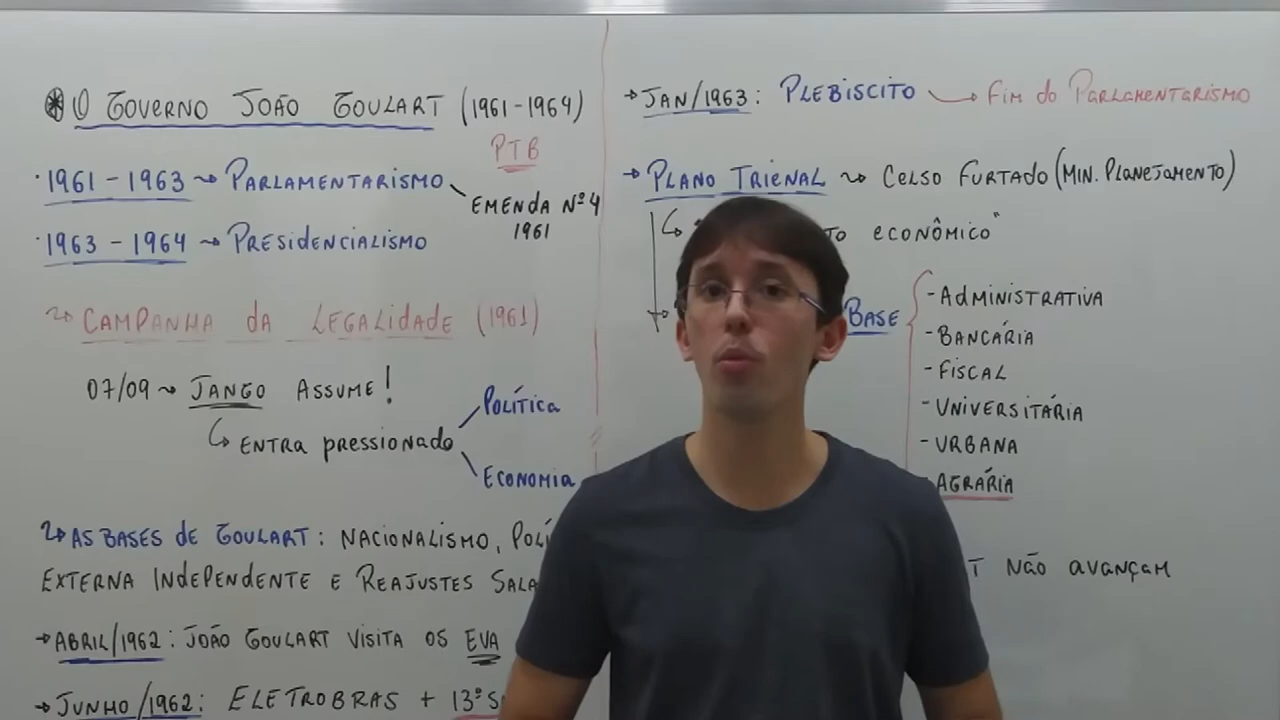 O GOVERNO JOÃO GOULART (1961-1964)
PTB
1961 - 1963 → PARLAMENTARISMO
EMENDA Nº 4
1961
1963 - 1964 → PRESIDENCIALISMO
CAMPANHA da LEGALIDADE (1961)
07/09 → JANGO ASSUME!
ENTRA pressionado
POLÍTICA
ECONOMIA
AS BASES de GOULART: NACIONALISMO,
EXTERNA INdependente e REAJUSTES
ABRIL/1962: JOÃO GOULART VISITA OS EVA
JUNHO/1962: ELETROBRAS + 13º
JAN/1963: PLEBISCITO → Fim do PARLAMENTARISMO
PLANO TRIENAL → CELSO FURTADO (MIN. PLANEJAMENTO)
ECONÔMICO"
BASE
- ADMINISTRATIVA
- BANCÁRIA
- FISCAL
- UNIVERSITÁRIA
- URBANA
- AGRÁRIA
NÃO AVANÇAM